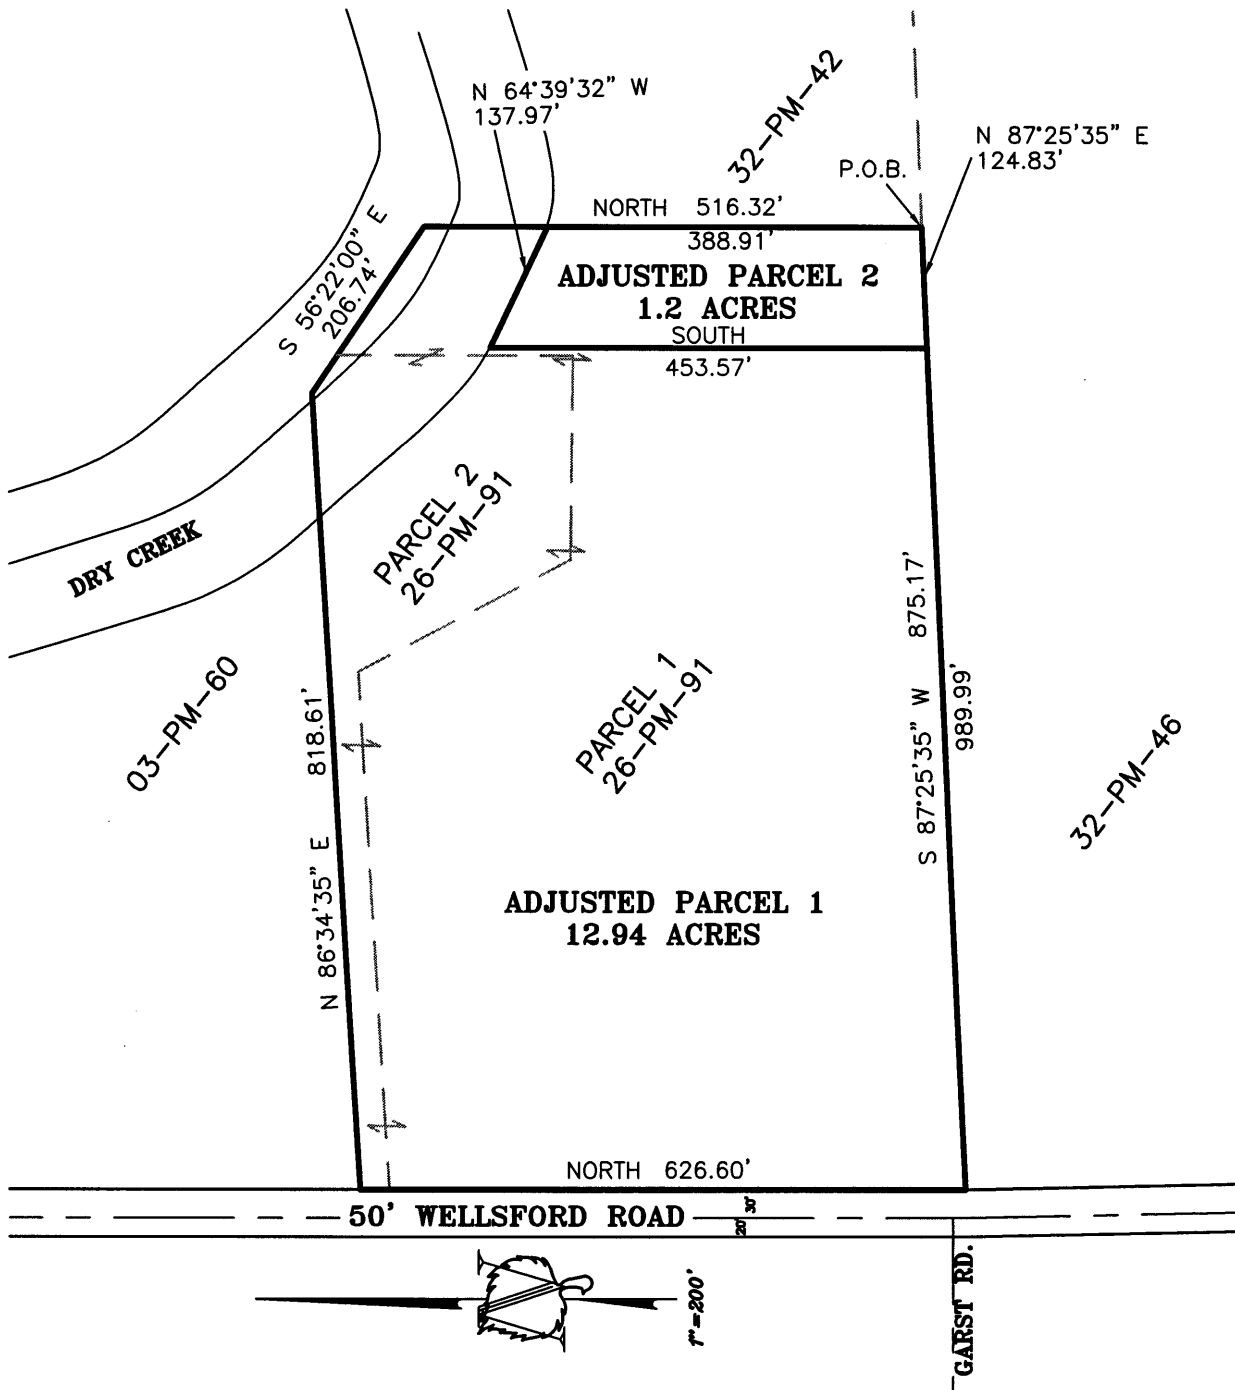 N 64°39'32" W
137.97'
32-PM-42
N 87°25'35" E
124.83'
P.O.B.
NORTH 516.32'
388.91'
S 56°22'00" E
206.74'
ADJUSTED PARCEL 2
1.2 ACRES
SOUTH
453.57'
PARCEL 2
26-PM-91
DRY CREEK
03-PM-60
N 86°34'35" E 818.61'
PARCEL 1
26-PM-91
S 87°25'35" W 875.17'
989.99'
32-PM-46
ADJUSTED PARCEL 1
12.94 ACRES
NORTH 626.60'
50' WELLSFORD ROAD
20' 30'
1"=200'
GARST RD.